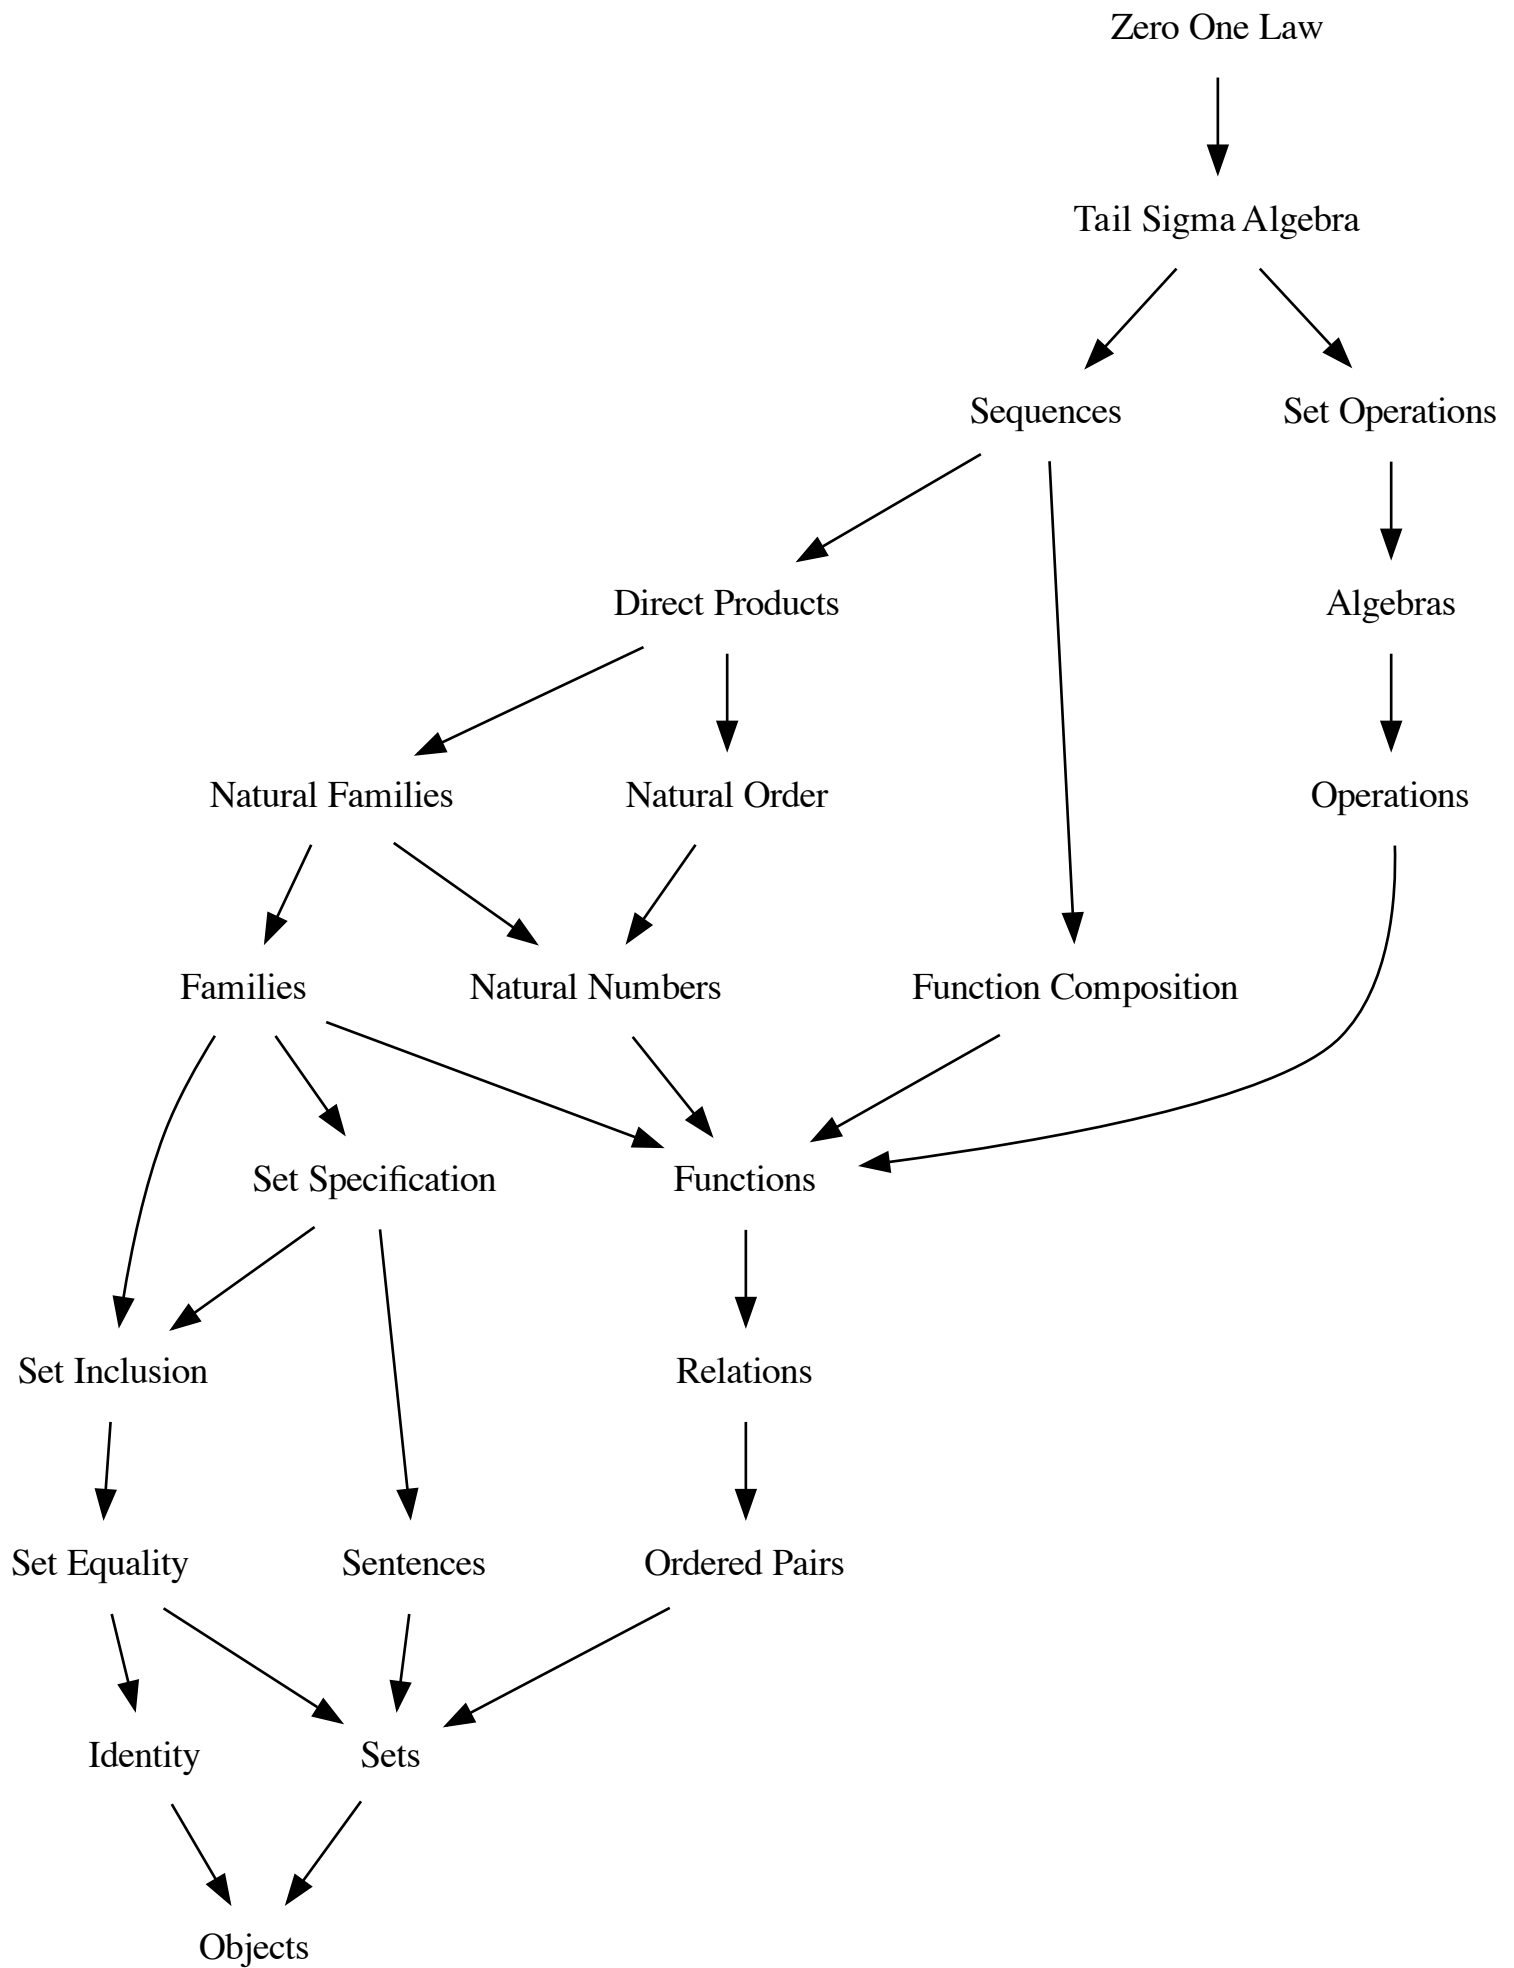 Zero One Law
Tail Sigma Algebra
Sequences
Set Operations
Direct Products
Algebras
Natural Families
Natural Order
Operations
Families
Natural Numbers
Function Composition
Set Specification
Functions
Set Inclusion
Relations
Set Equality
Sentences
Ordered Pairs
Identity
Sets
Objects